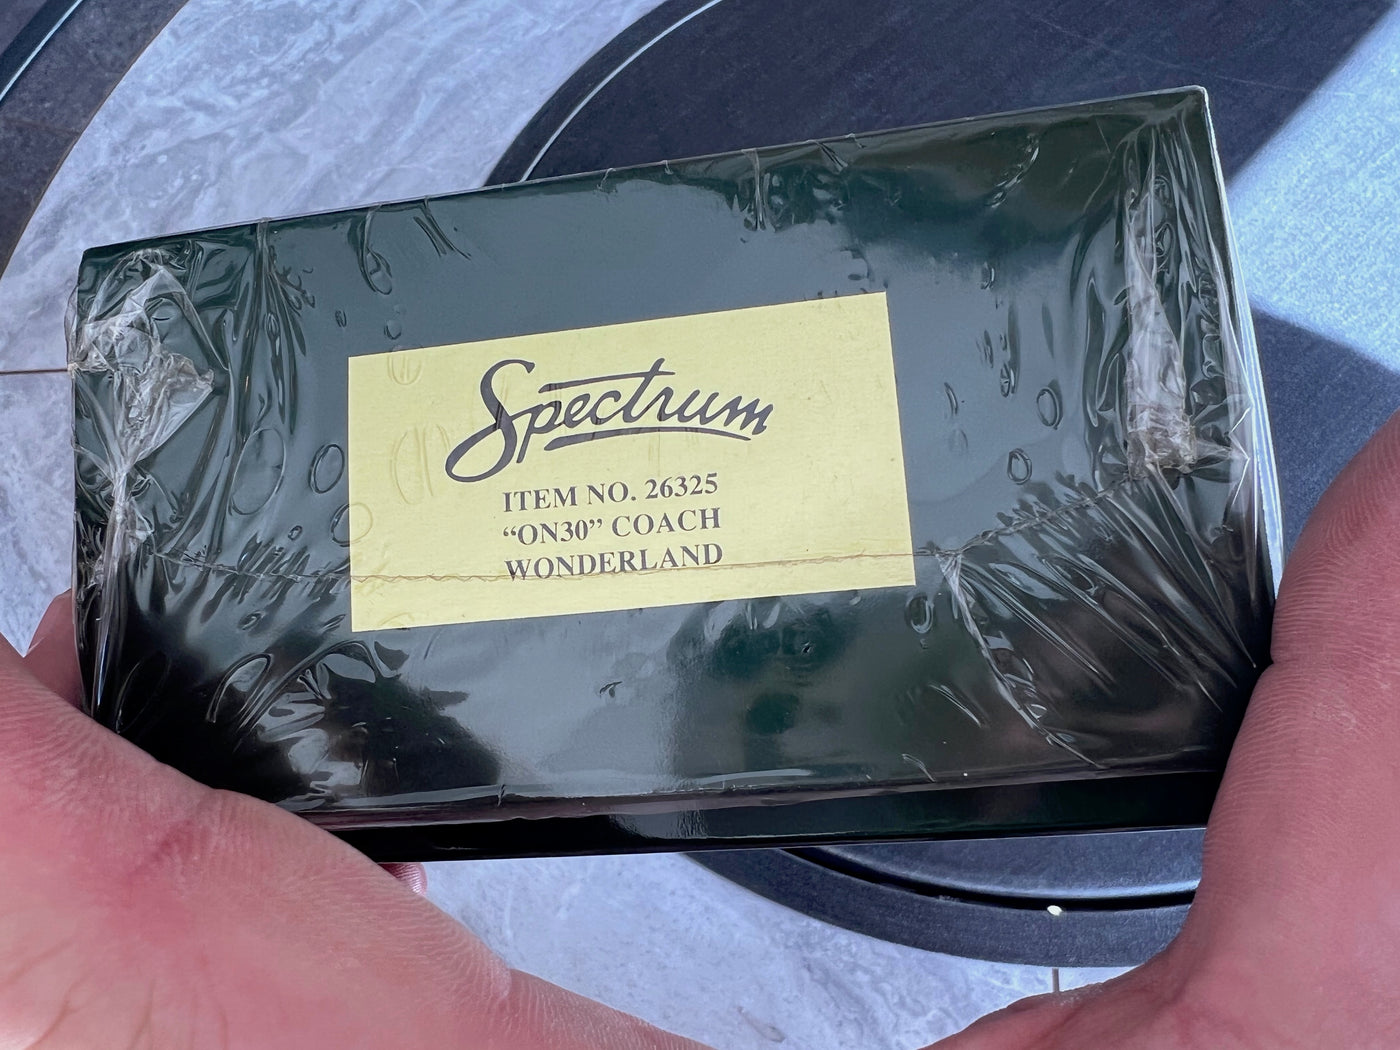 Spectrum
ITEM NO. 26325
“ON30” COACH
WONDERLAND